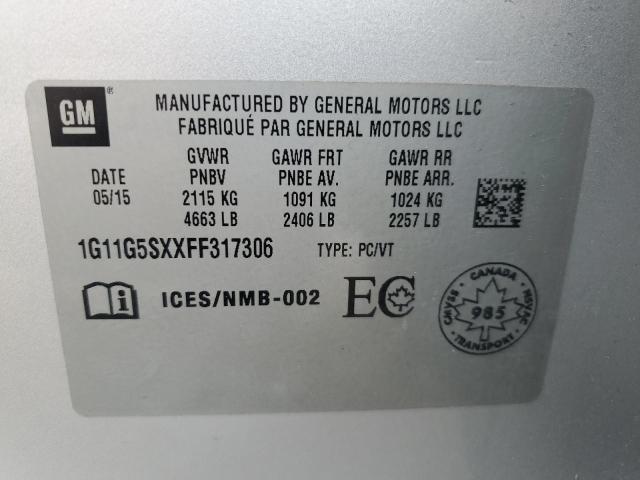 GM ®
MANUFACTURED BY GENERAL MOTORS LLC
FABRIQUÉ PAR GENERAL MOTORS LLC
GVWR GAWR FRT GAWR RR
DATE PNBV PNBE AV. PNBE ARR.
05/15 2115 KG 1091 KG 1024 KG
4663 LB 2406 LB 2257 LB
1G11G5SXXFF317306 TYPE: PC/VT
i ICES/NMB-002 EC
CANADA
CMVSS 985 NSVAC
TRANSPORT